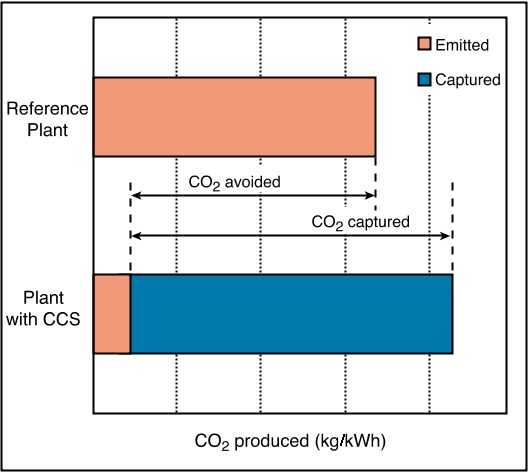 Emitted
Captured
Reference
Plant
CO₂ avoided
CO₂ captured
Plant
with CCS
CO₂ produced (kg/kWh)